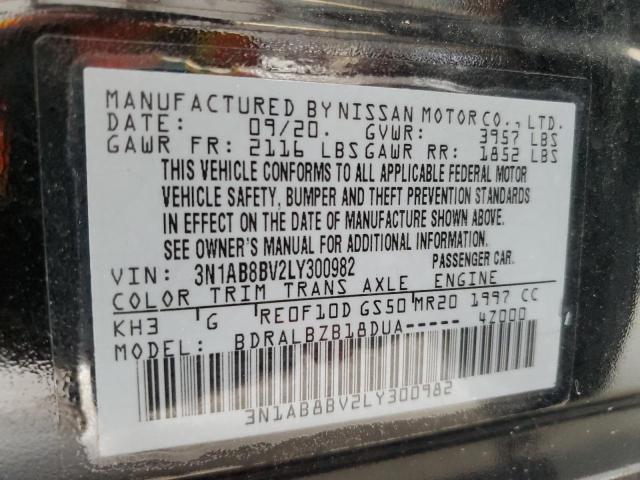 MANUFACTURED BY NISSAN MOTOR CO., LTD.
DATE: 09/20. GVWR: 3957 LBS
GAWR FR: 2116 LBS GAWR RR: 1852 LBS
THIS VEHICLE CONFORMS TO ALL APPLICABLE FEDERAL MOTOR
VEHICLE SAFETY, BUMPER AND THEFT PREVENTION STANDARDS
IN EFFECT ON THE DATE OF MANUFACTURE SHOWN ABOVE.
SEE OWNER'S MANUAL FOR ADDITIONAL INFORMATION.
VIN: 3N1AB8BV2LY300982 PASSENGER CAR.
COLOR TRIM TRANS AXLE ENGINE
KH3 G RE0F10D GS50 MR20 1997 CC
MODEL: BDRALBZB18DUA----- 4Z000
3N1AB8BV2LY300982